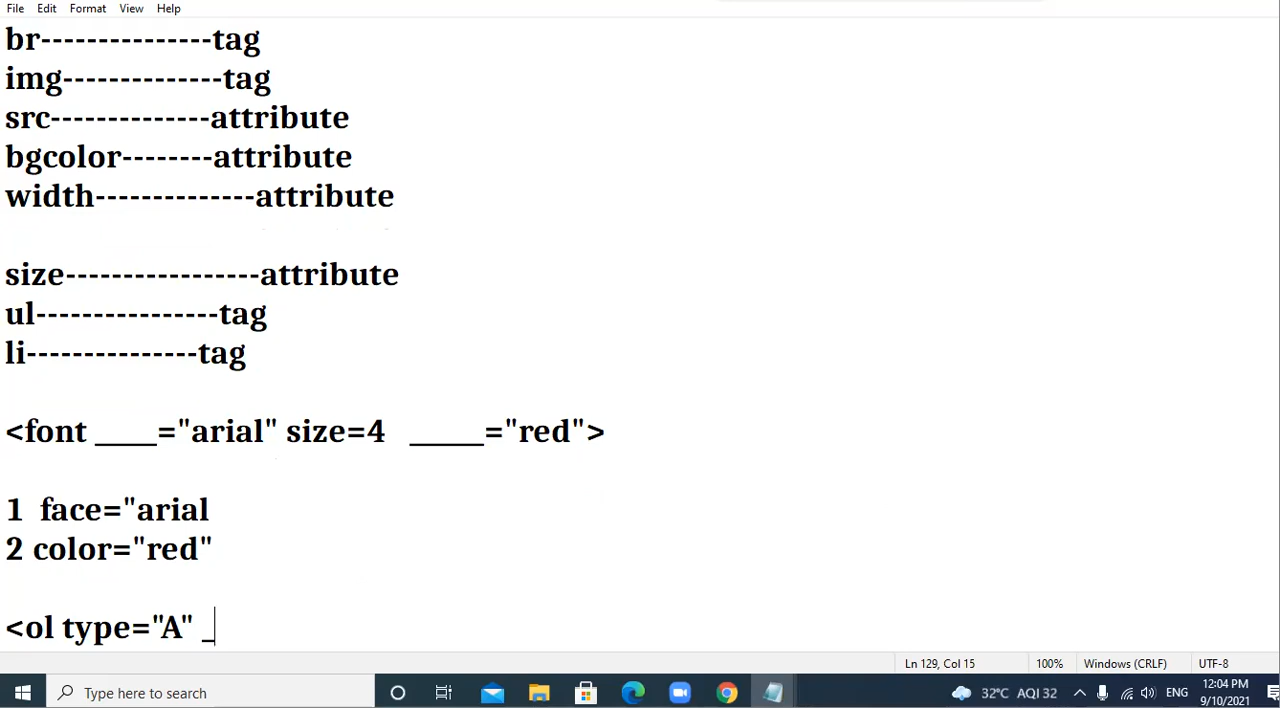 File Edit Format View Help
br---------------tag
img--------------tag
src--------------attribute
bgcolor--------attribute
width--------------attribute
size-----------------attribute
ul----------------tag
li---------------tag
<font _____="arial" size=4 ______="red">
1 face="arial
2 color="red"
<ol type="A" _
Ln 129, Col 15 100% Windows (CRLF) UTF-8
Type here to search
32°C AQI 32 ENG
12:04 PM
9/10/2021